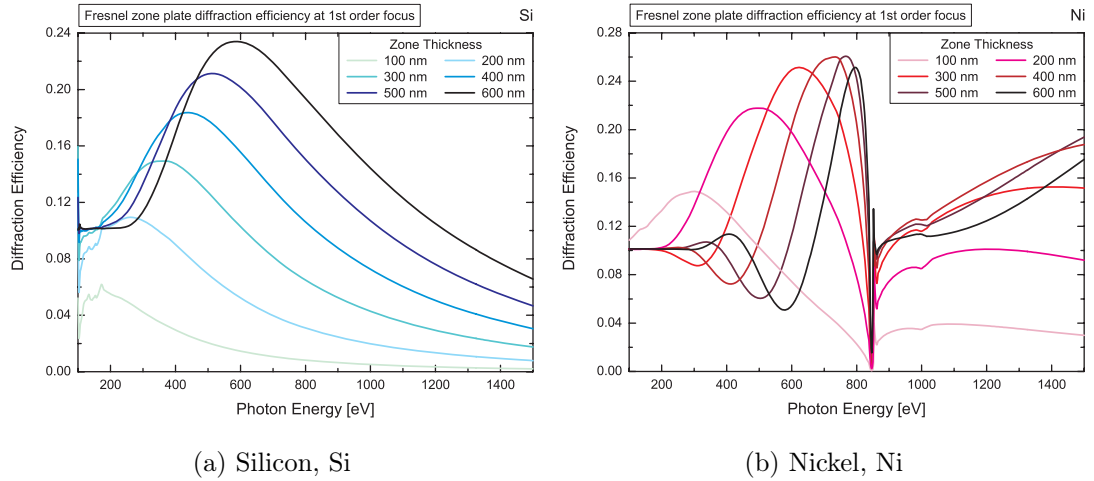 Fresnel zone plate diffraction efficiency at 1st order focus
Si
Zone Thickness
100 nm 200 nm
300 nm 400 nm
500 nm 600 nm
0.24
0.20
0.16
0.12
0.08
0.04
0.00
Diffraction Efficiency
200 400 600 800 1000 1200 1400
Photon Energy [eV]
(a) Silicon, Si
Fresnel zone plate diffraction efficiency at 1st order focus
Ni
Zone Thickness
100 nm 200 nm
300 nm 400 nm
500 nm 600 nm
0.28
0.24
0.20
0.16
0.12
0.08
0.04
0.00
Diffraction Efficiency
200 400 600 800 1000 1200 1400
Photon Energy [eV]
(b) Nickel, Ni